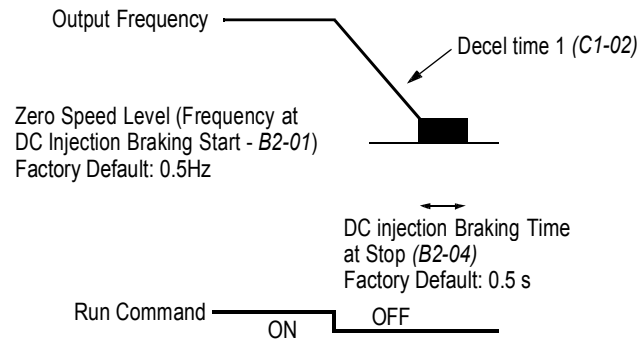 Output Frequency
Decel time 1 (C1-02)
Zero Speed Level (Frequency at
DC Injection Braking Start - B2-01)
Factory Default: 0.5Hz
DC injection Braking Time
at Stop (B2-04)
Factory Default: 0.5 s
Run Command
ON
OFF